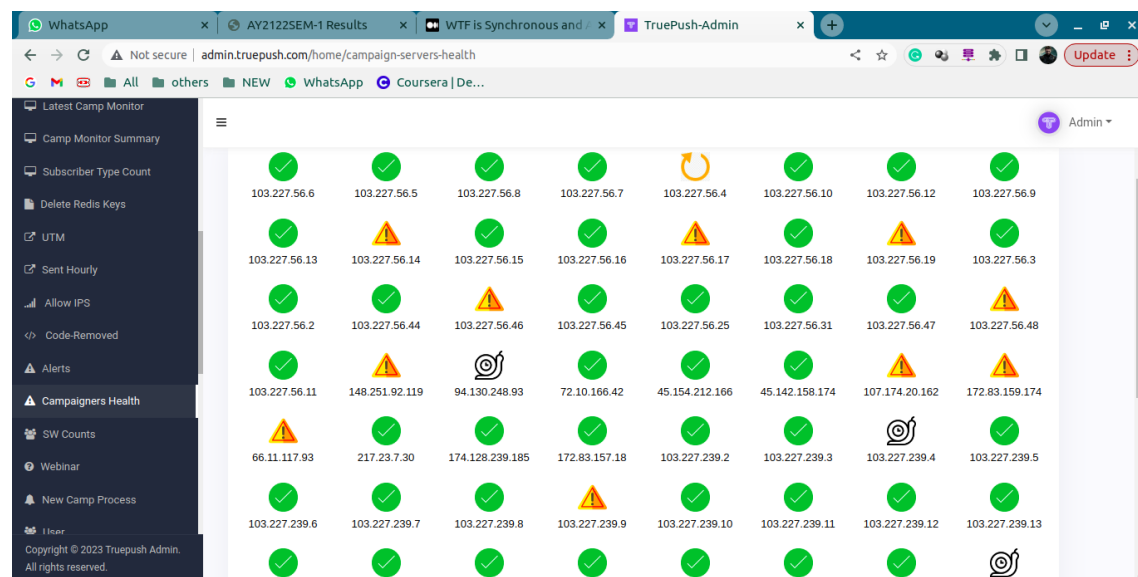 WhatsApp AY2122SEM-1 Results WTF is Synchronous and A TruePush-Admin
Not secure admin.truepush.com/home/campaign-servers-health Update
All others NEW WhatsApp Coursera | De...
Latest Camp Monitor
Camp Monitor Summary
Subscriber Type Count
Delete Redis Keys
UTM
Sent Hourly
Allow IPS
Code-Removed
Alerts
Campaigners Health
SW Counts
Webinar
New Camp Process
User
Copyright © 2023 Truepush Admin.
All rights reserved.
Admin
103.227.56.6 103.227.56.5 103.227.56.8 103.227.56.7 103.227.56.4 103.227.56.10 103.227.56.12 103.227.56.9
103.227.56.13 103.227.56.14 103.227.56.15 103.227.56.16 103.227.56.17 103.227.56.18 103.227.56.19 103.227.56.3
103.227.56.2 103.227.56.44 103.227.56.46 103.227.56.45 103.227.56.25 103.227.56.31 103.227.56.47 103.227.56.48
103.227.56.11 148.251.92.119 94.130.248.93 72.10.166.42 45.154.212.166 45.142.158.174 107.174.20.162 172.83.159.174
66.11.117.93 217.23.7.30 174.128.239.185 172.83.157.18 103.227.239.2 103.227.239.3 103.227.239.4 103.227.239.5
103.227.239.6 103.227.239.7 103.227.239.8 103.227.239.9 103.227.239.10 103.227.239.11 103.227.239.12 103.227.239.13